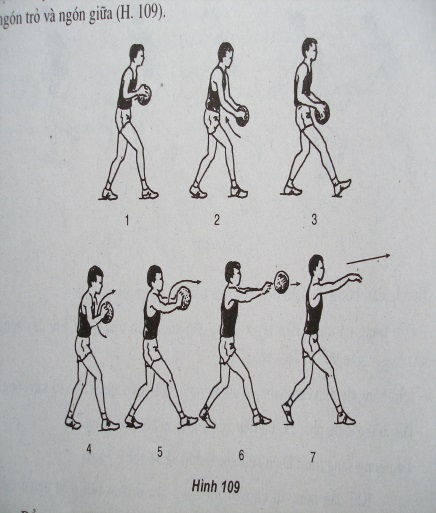 ngón trỏ và ngón giữa (H. 109).
1 2 3
4 5 6 7
Hình 109